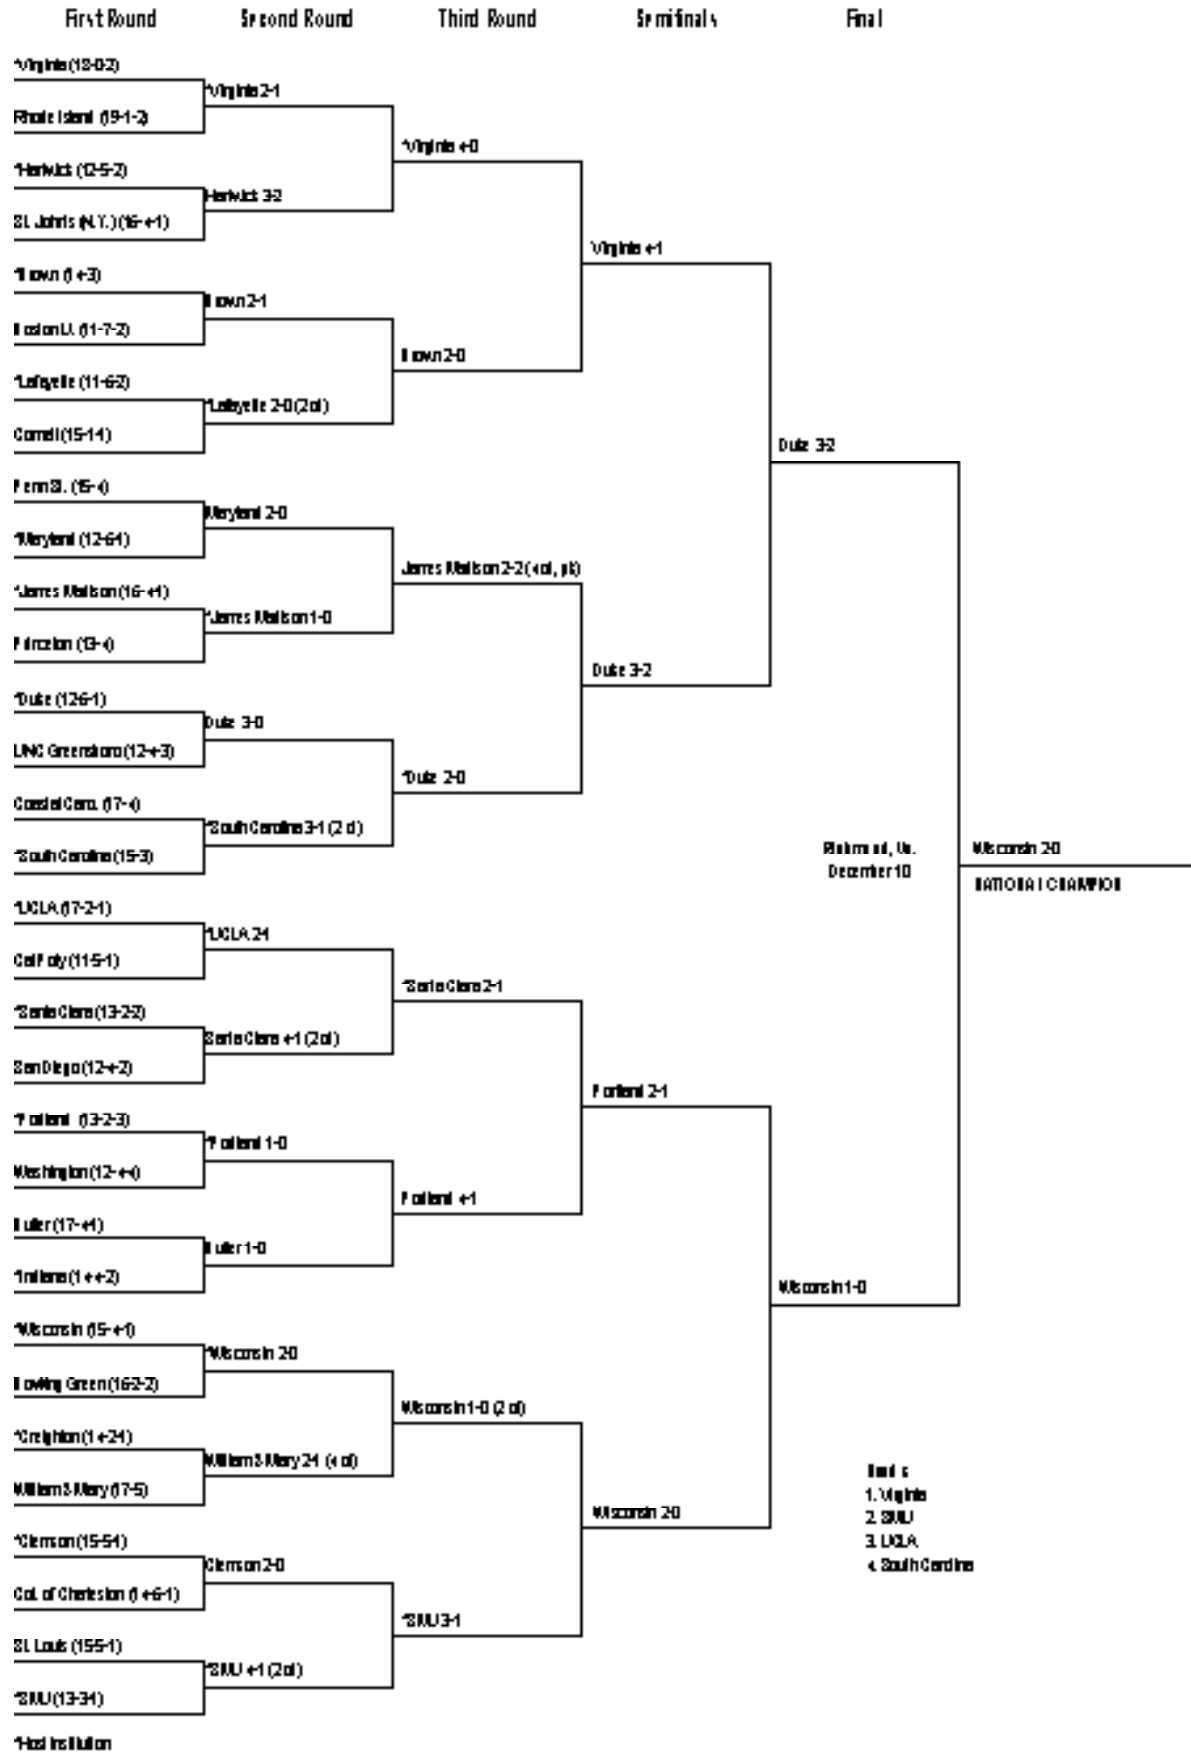 First Round
Second Round
Third Round
Semifinals
Final
*Virginia (18-0-2)
Rhode Island (19-1-2)
*Hartwick (12-5-2)
St. John's (N.Y.) (16-4-1)
*Brown (14-3)
Boston U. (11-7-2)
*Lafayette (11-6-2)
Cornell (15-1-1)
Penn St. (15-4)
*Maryland (12-6-1)
*James Madison (16-4-1)
Princeton (13-4)
*Duke (12-6-1)
UNC Greensboro (12-4-3)
Coastal Caro. (17-4)
*South Carolina (15-3)
*UCLA (17-2-1)
Cal Poly (11-5-1)
*Santa Clara (13-2-2)
San Diego (12-4-2)
*Portland (13-2-3)
Washington (12-4-4)
Butler (17-4-1)
*Indiana (14-4-2)
*Wisconsin (15-4-1)
Bowling Green (16-2-2)
*Creighton (14-2-1)
William & Mary (17-5)
*Clemson (15-5-1)
Col. of Charleston (14-6-1)
St. Louis (15-5-1)
*SMU (13-3-1)
*Host institution
*Virginia 2-1
Hartwick 3-2
Brown 2-1
*Lafayette 2-0 (2 ot)
Maryland 2-0
*James Madison 1-0
Duke 3-0
*South Carolina 3-1 (2 ot)
*UCLA 2-1
Santa Clara 4-1 (2 ot)
*Portland 1-0
Butler 1-0
*Wisconsin 2-0
William & Mary 2-1 (4 ot)
Clemson 2-0
*SMU 4-1 (2 ot)
*Virginia 4-0
Brown 2-0
James Madison 2-2 (4 ot, pk)
*Duke 2-0
*Santa Clara 2-1
Portland 4-1
Wisconsin 1-0 (2 ot)
*SMU 3-1
Virginia 4-1
Duke 3-2
Portland 2-1
Wisconsin 2-0
Duke 3-2
Wisconsin 1-0
Richmond, Va.
December 10
Wisconsin 2-0
NATIONAL CHAMPION
1. Virginia
2. SMU
3. UCLA
4. South Carolina